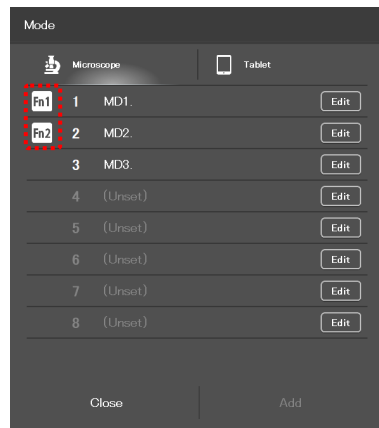 Mode
Microscope Tablet
Fn1 1 MD1. Edit
Fn2 2 MD2. Edit
3 MD3. Edit
4 (Unset) Edit
5 (Unset) Edit
6 (Unset) Edit
7 (Unset) Edit
8 (Unset) Edit
Close Add